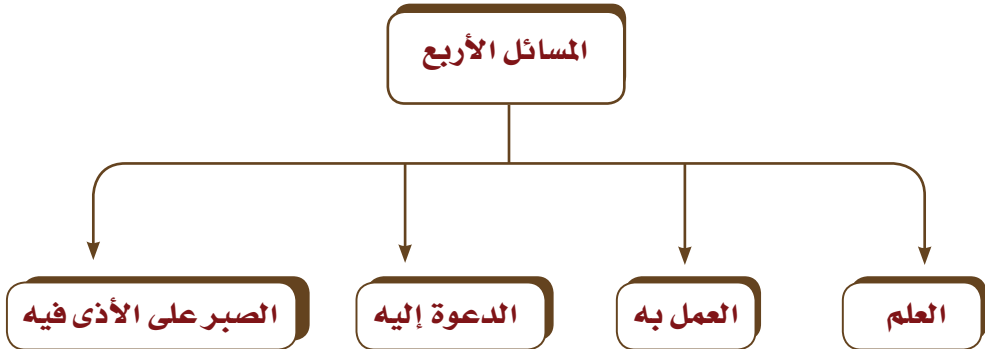 المسائل الأربع
العلم
العمل به
الدعوة إليه
الصبر على الأذى فيه